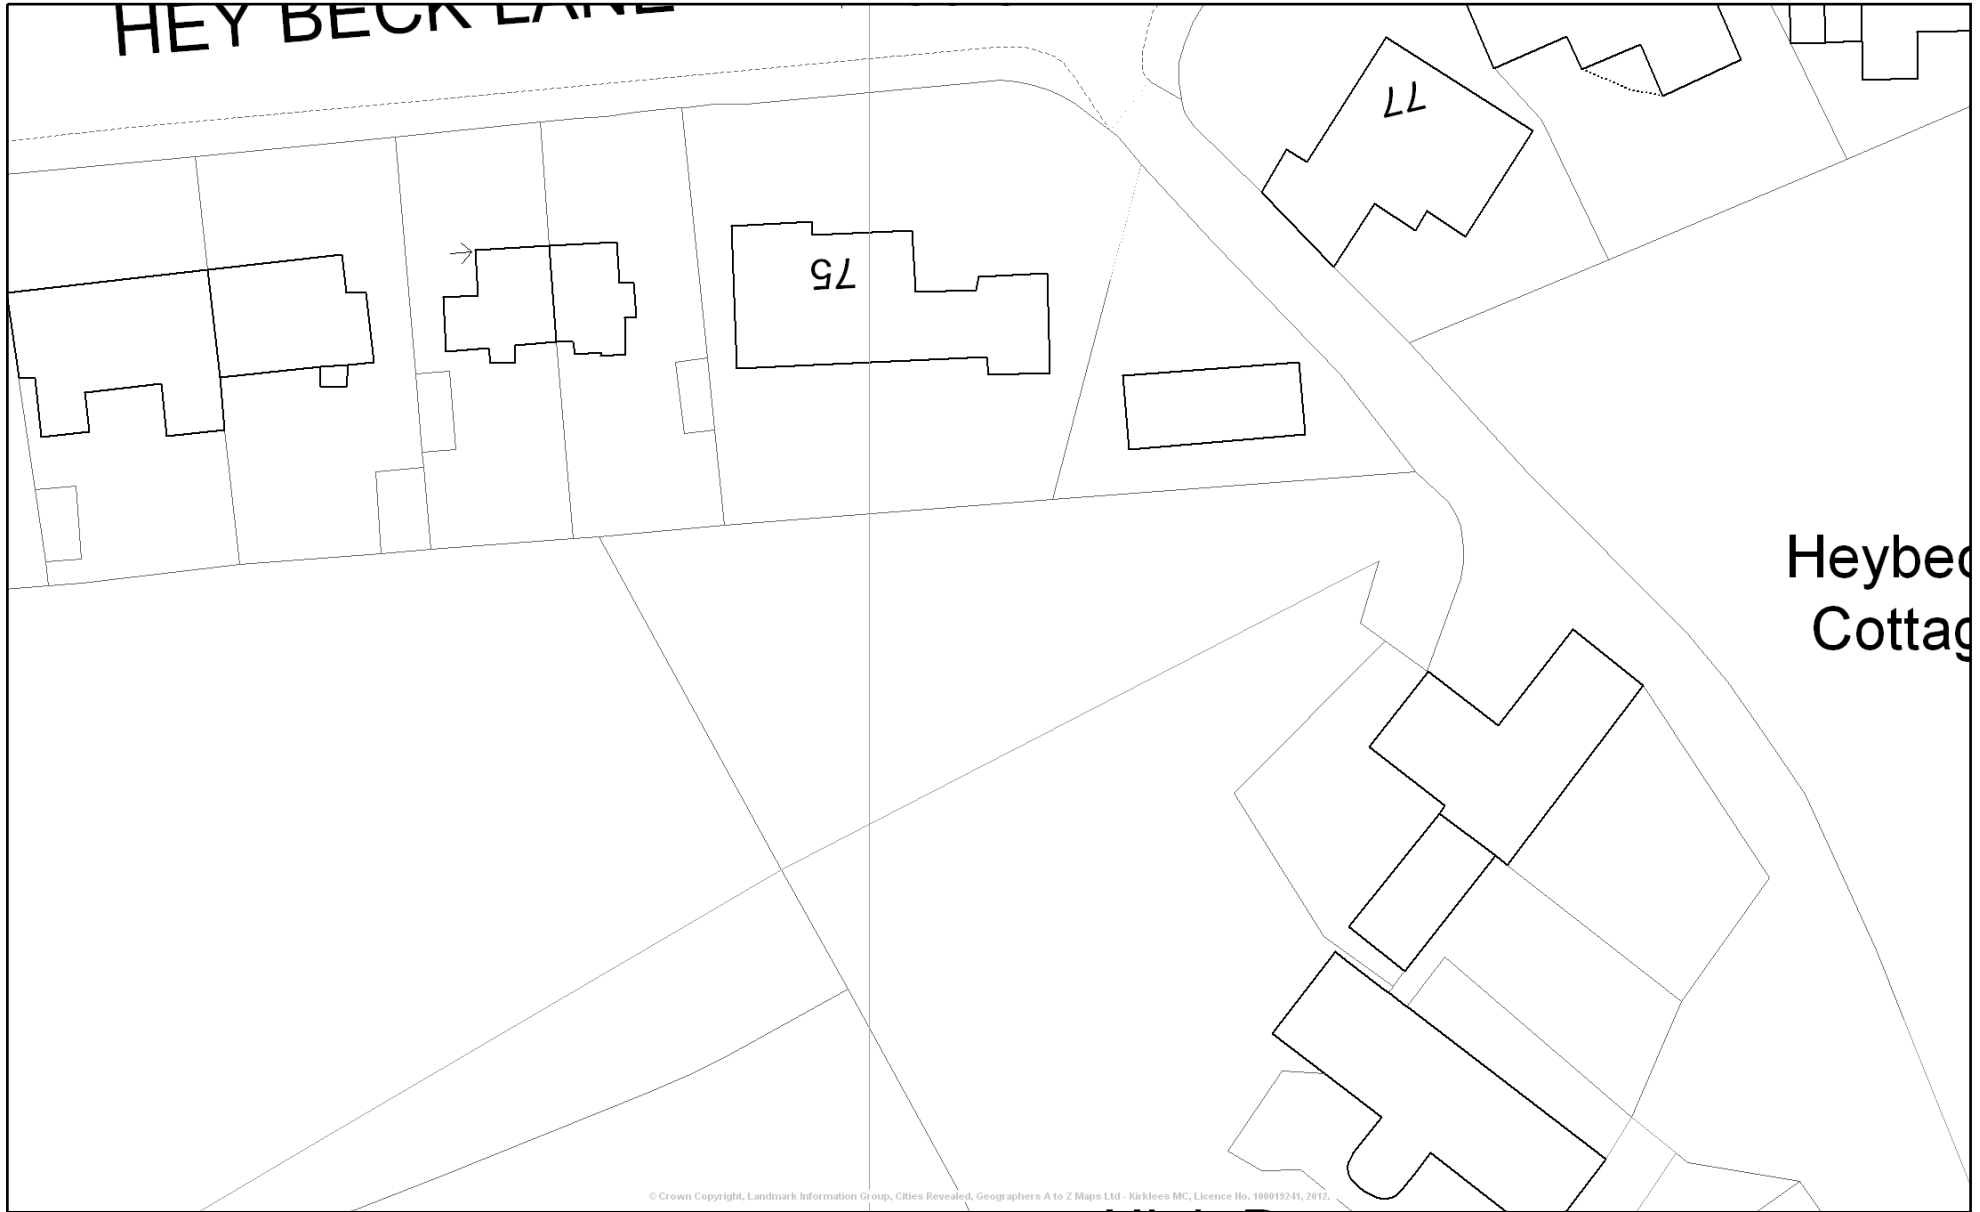 HEY BECK LANE
77
75
Heybec
Cottag
© Crown Copyright, Landmark Information Group, Cities Revealed, Geographers A to Z Maps Ltd - Kirklees MC, Licence No. 100019241, 2012.